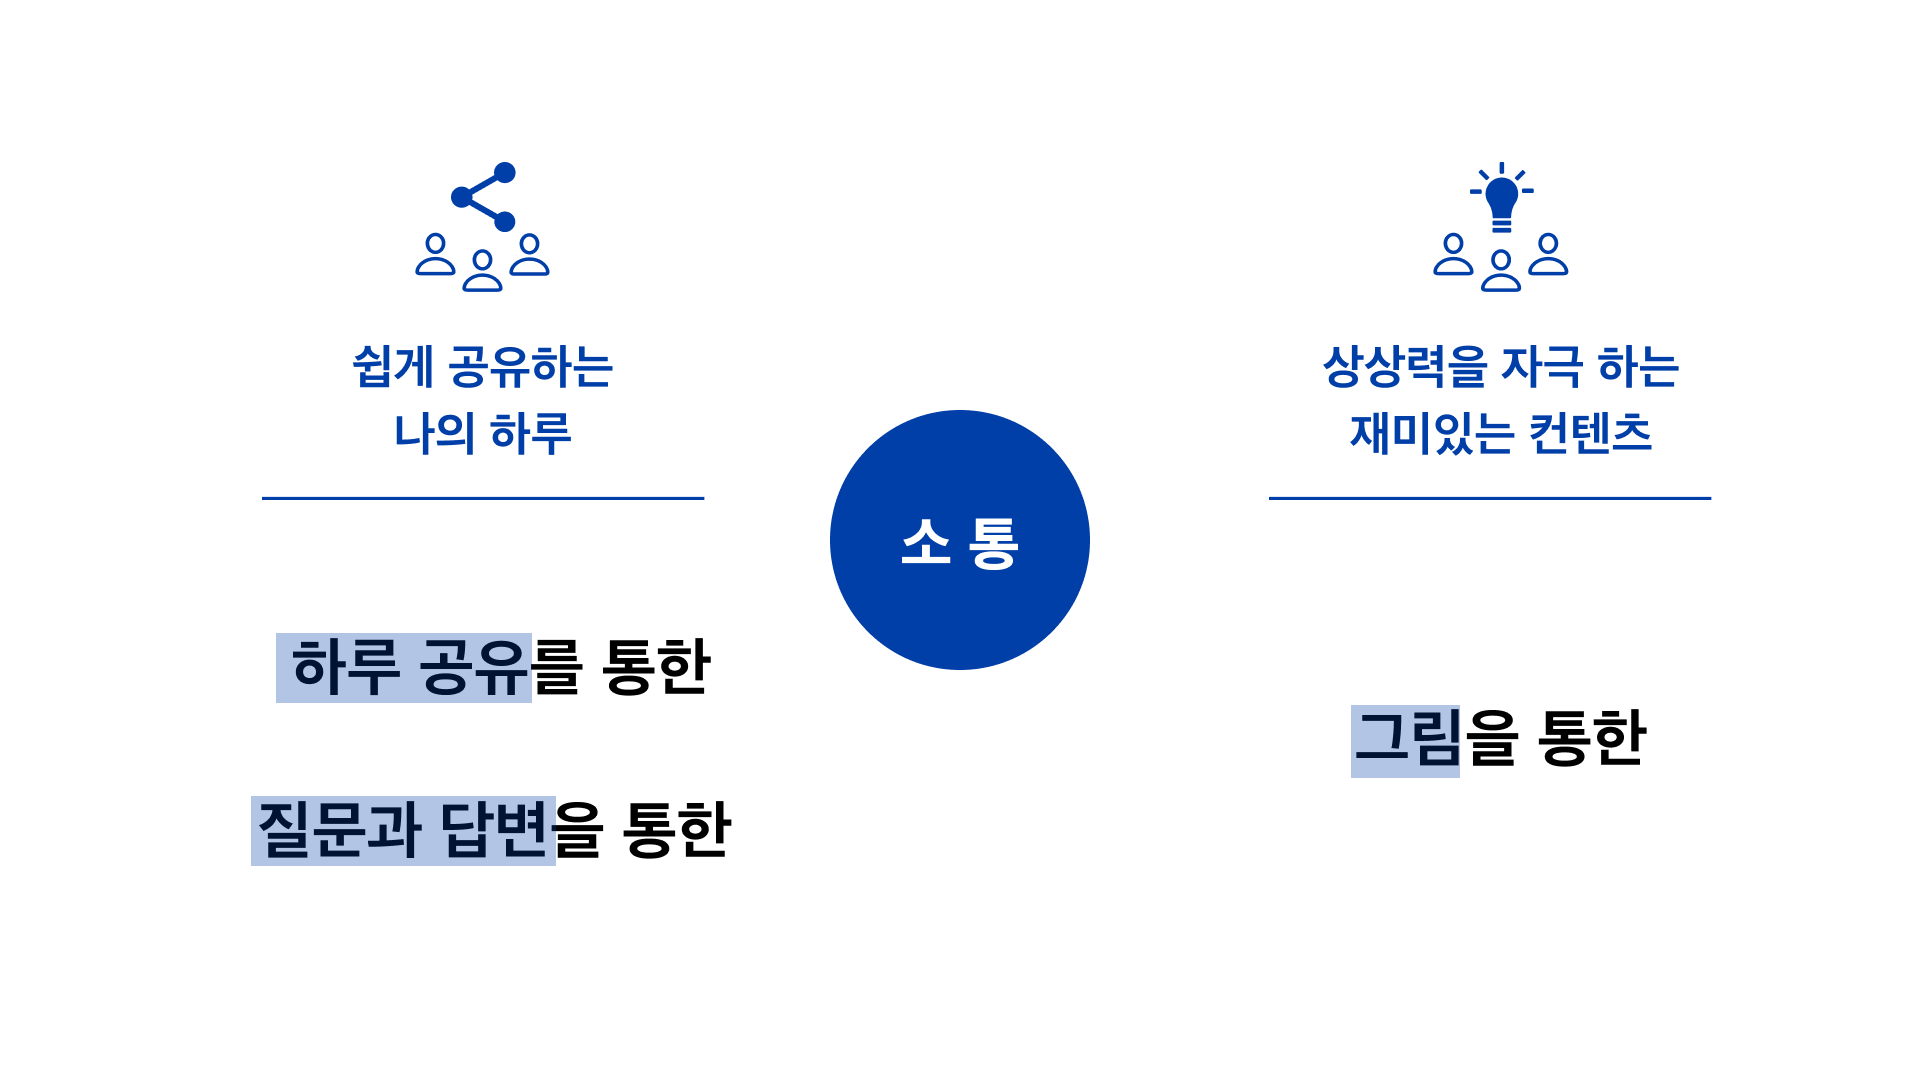 쉽게 공유하는
나의 하루
하루 공유를 통한
질문과 답변을 통한
소 통
상상력을 자극 하는
재미있는 컨텐츠
그림을 통한